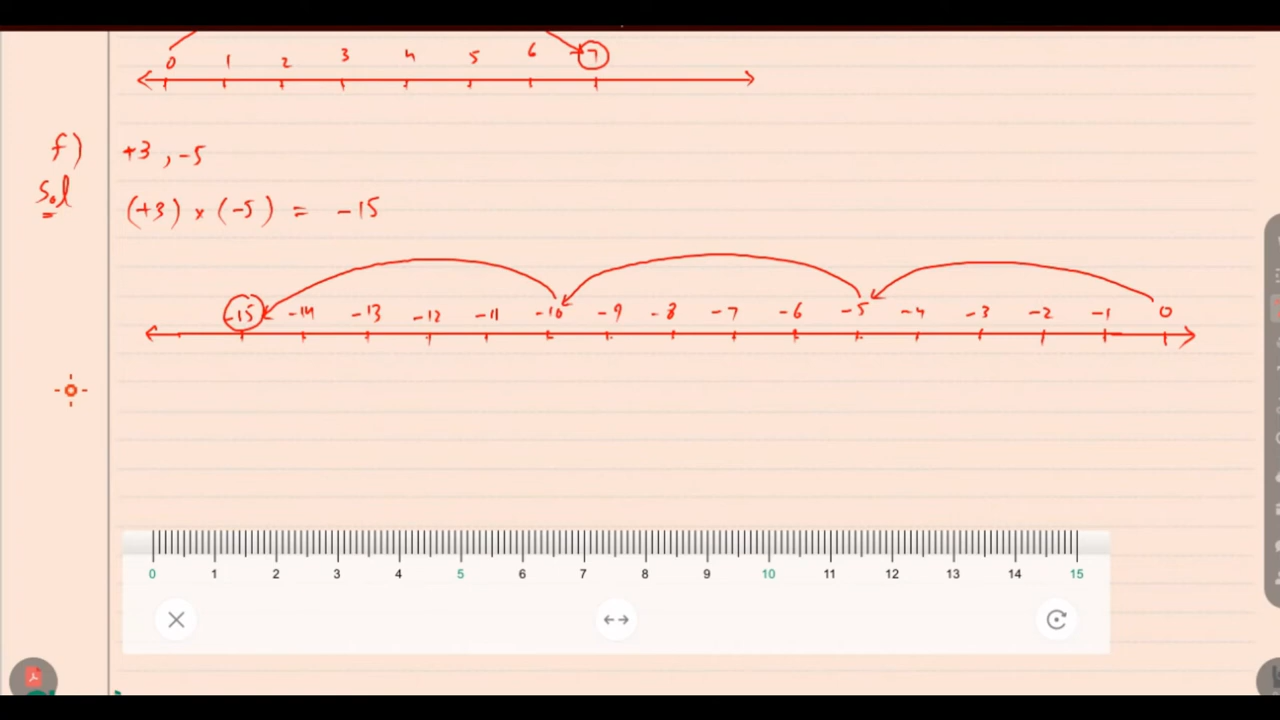 0 1 2 3 4 5 6 7
f) +3 , -5
Sol
(+3) × (-5) = -15
-15 -14 -13 -12 -11 -10 -9 -8 -7 -6 -5 -4 -3 -2 -1 0
0 1 2 3 4 5 6 7 8 9 10 11 12 13 14 15